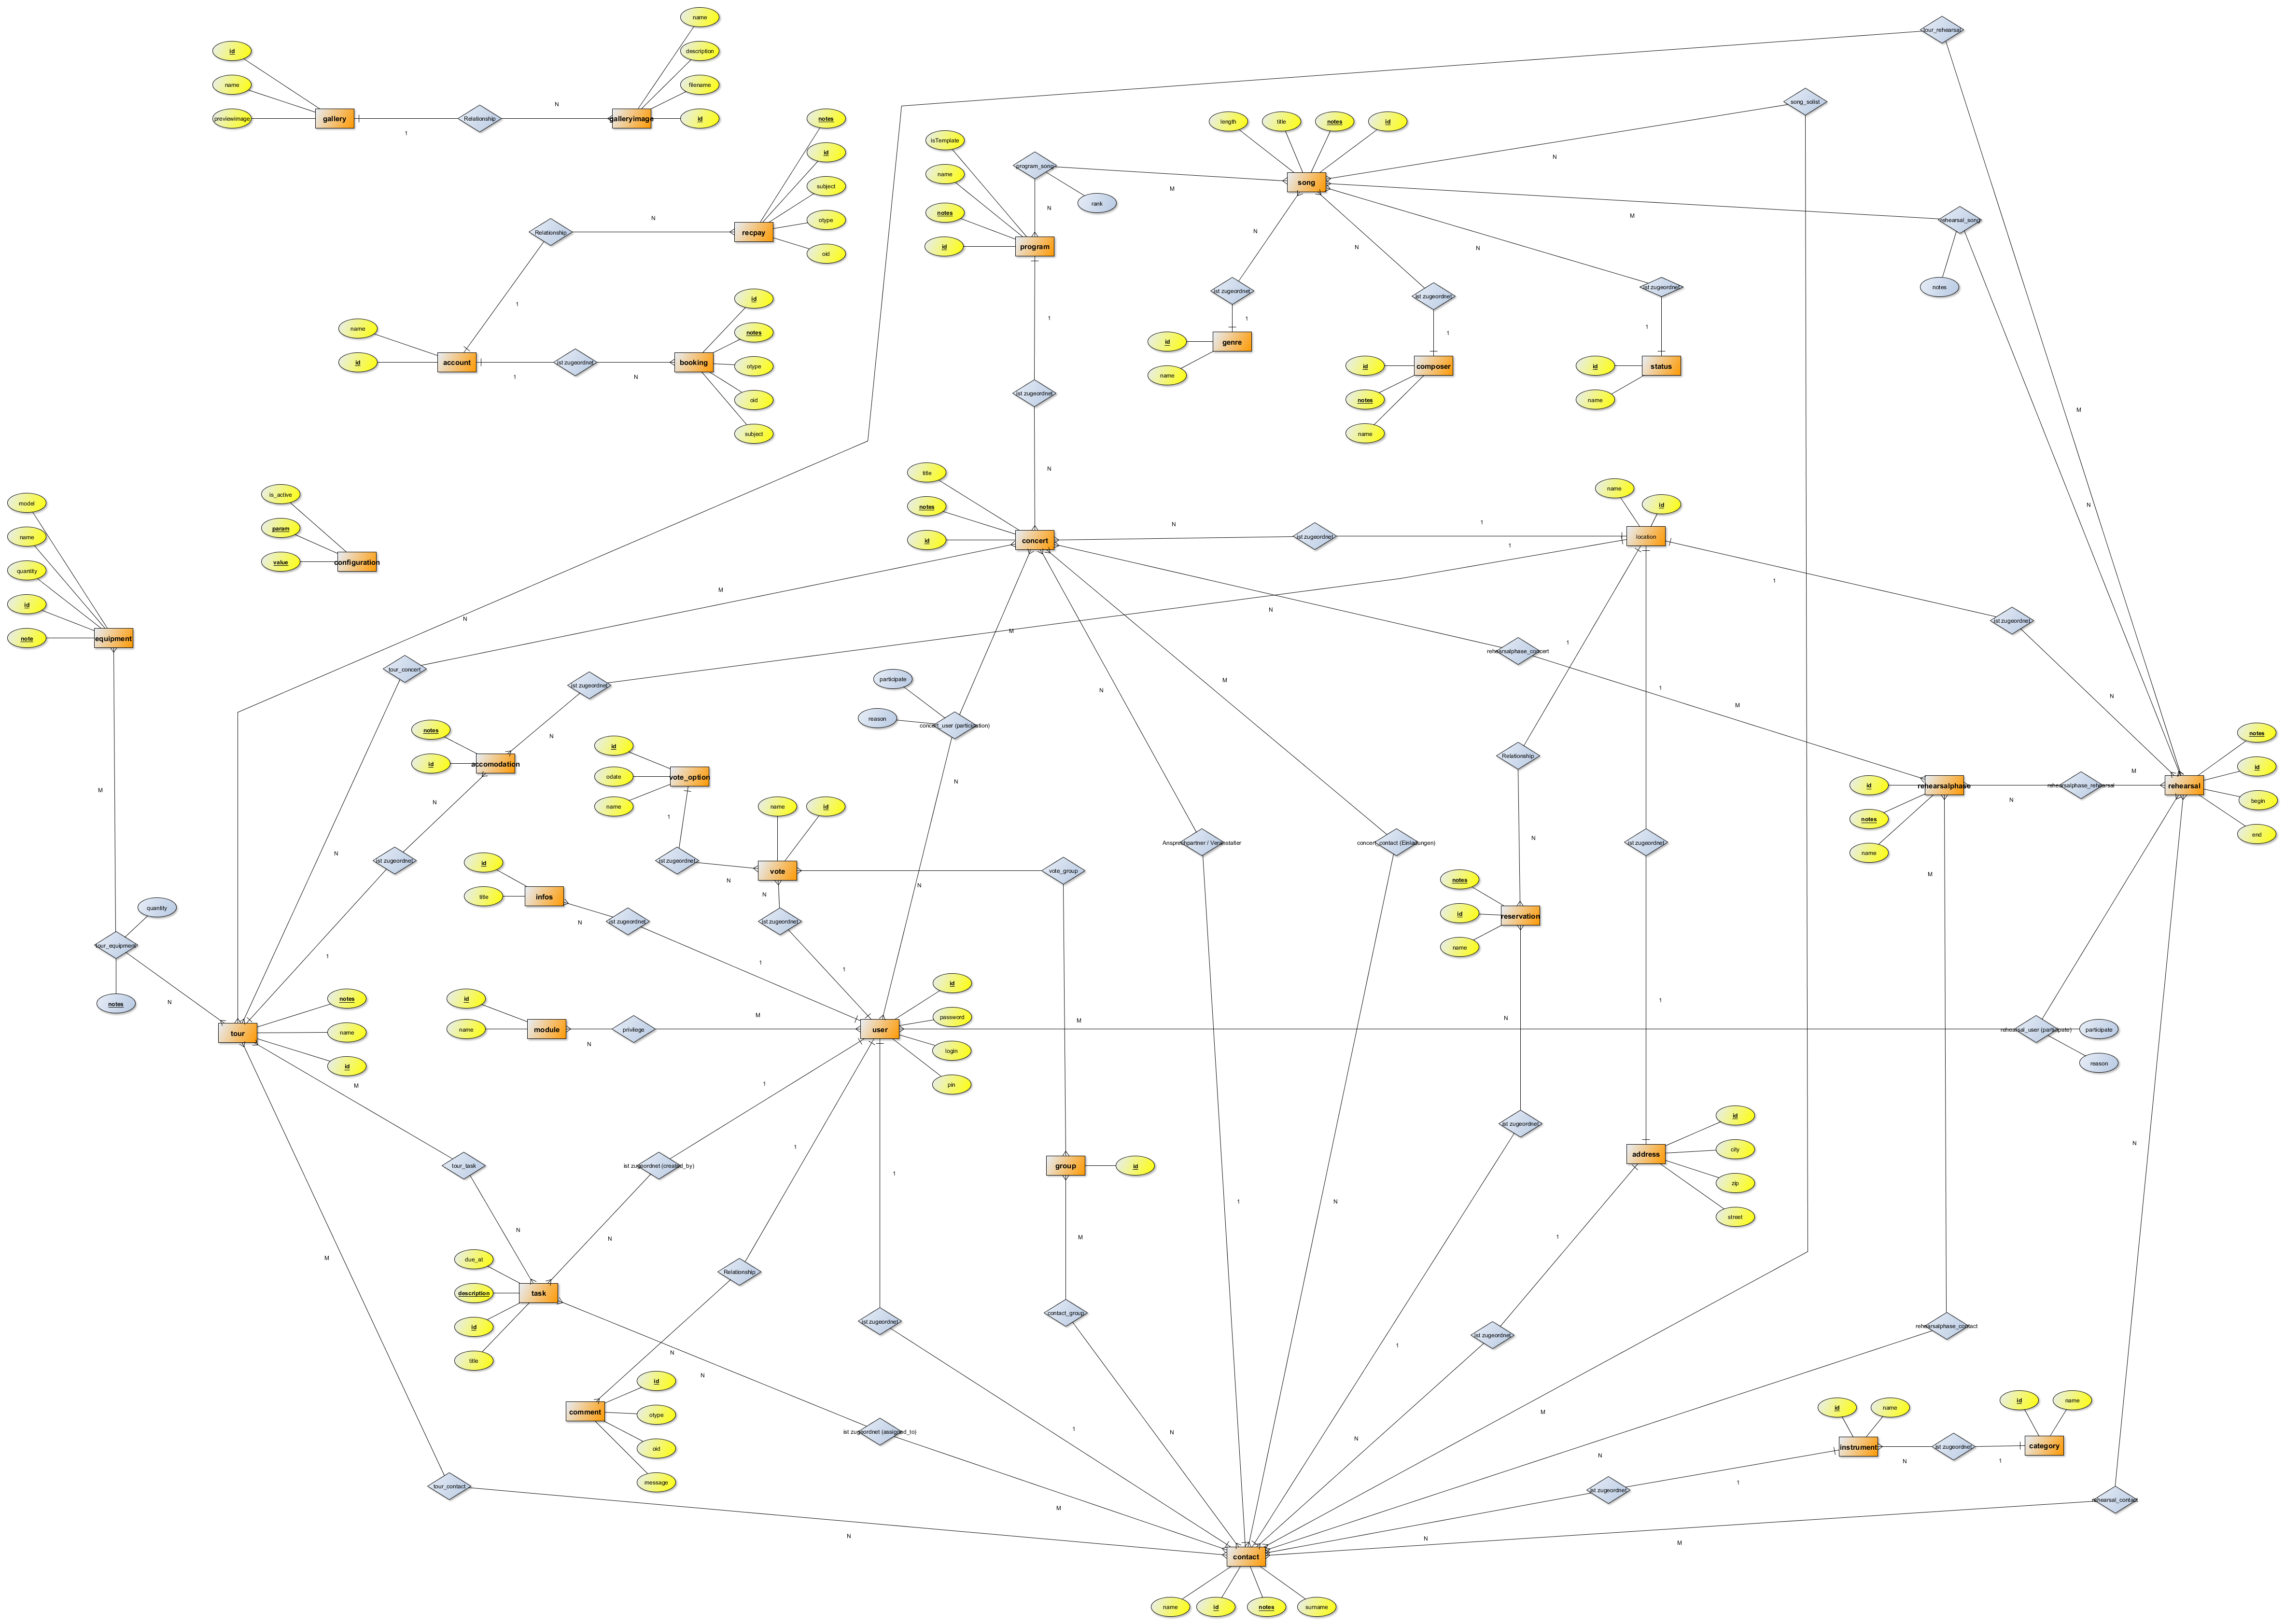 name
id
description
name
filename
previewimage
gallery
1
Relationship
N
galleryimage
id
notes
id
subject
otype
oid
recpay
N
Relationship
1
name
id
account
1
ist zugeordnet
N
booking
id
notes
otype
oid
subject
isTemplate
name
notes
id
program
program_song
N
rank
M
length
title
notes
id
song
song_solist
N
tour_rehearsal
M
rehearsal_song
notes
M
N
N
ist zugeordnet
1
genre
id
name
N
ist zugeordnet
1
composer
id
notes
name
N
ist zugeordnet
1
status
id
name
1
ist zugeordnet
N
title
notes
id
concert
N
ist zugeordnet
1
location
name
id
1
1
ist zugeordnet
N
model
name
quantity
id
note
equipment
is_active
param
value
configuration
N
M
tour_concert
N
M
ist zugeordnet
N
notes
id
accomodation
N
ist zugeordnet
1
N
rehearsalphase_concert
1
M
participate
reason
concert_user (participation)
N
M
N
N
M
1
Relationship
N
id
odate
name
vote_option
1
ist zugeordnet
N
name
id
vote
N
ist zugeordnet
1
vote_group
M
Ansprechpartner / Veranstalter
1
concert_contact (Einladungen)
N
ist zugeordnet
1
id
notes
name
rehearsalphase
N
rehearsalphase_rehearsal
M
rehearsal
notes
id
begin
end
M
id
title
infos
N
ist zugeordnet
1
notes
id
name
reservation
M
quantity
tour_equipment
notes
N
notes
name
id
tour
id
name
module
N
privilege
M
user
id
password
login
pin
N
rehearsal_user (participate)
participate
reason
M
tour_task
N
ist zugeordnet (created_by)
1
N
1
Relationship
N
1
ist zugeordnet
1
group
id
M
contact_group
N
ist zugeordnet
1
address
id
city
zip
street
1
ist zugeordnet
N
N
due_at
description
id
title
task
N
ist zugeordnet (assigned_to)
M
comment
id
otype
oid
message
M
tour_contact
N
M
rehearsalphase_contact
N
instrument
id
name
N
ist zugeordnet
1
category
id
name
1
ist zugeordnet
N
rehearsal_contact
M
contact
name
id
notes
surname